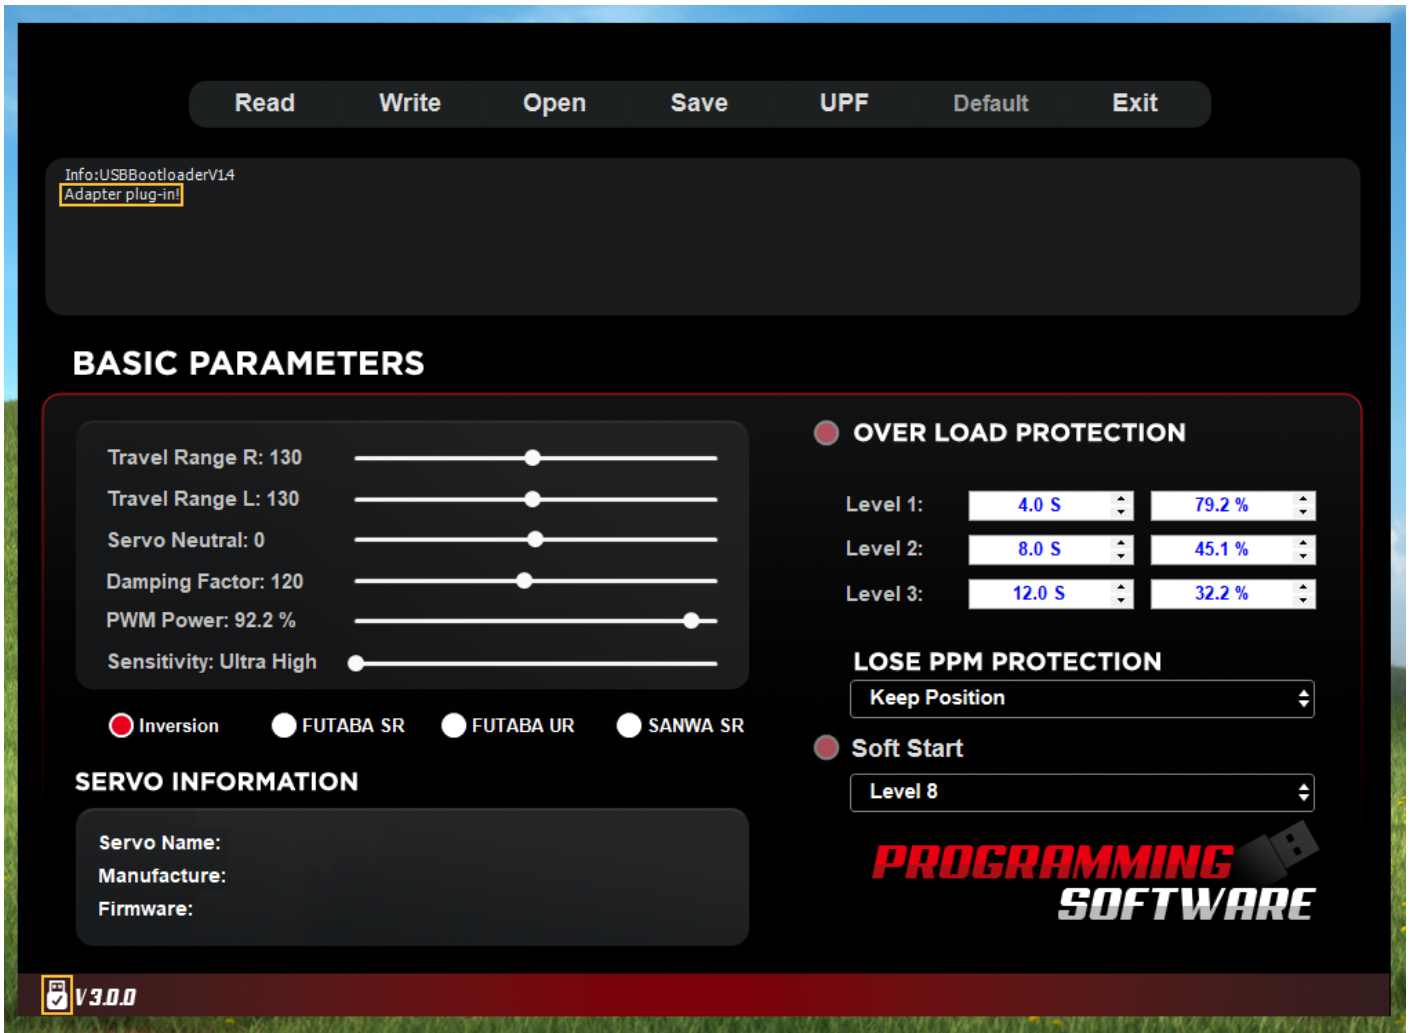 Read Write Open Save UPF Default Exit
Info:USBBootloaderV1.4
Adapter plug-in!
BASIC PARAMETERS
Travel Range R: 130
Travel Range L: 130
Servo Neutral: 0
Damping Factor: 120
PWM Power: 92.2 %
Sensitivity: Ultra High
Inversion FUTABA SR FUTABA UR SANWA SR
SERVO INFORMATION
Servo Name:
Manufacture:
Firmware:
OVER LOAD PROTECTION
Level 1: 4.0 S 79.2 %
Level 2: 8.0 S 45.1 %
Level 3: 12.0 S 32.2 %
LOSE PPM PROTECTION
Keep Position
Soft Start
Level 8
PROGRAMMING
SOFTWARE
V 3.0.0